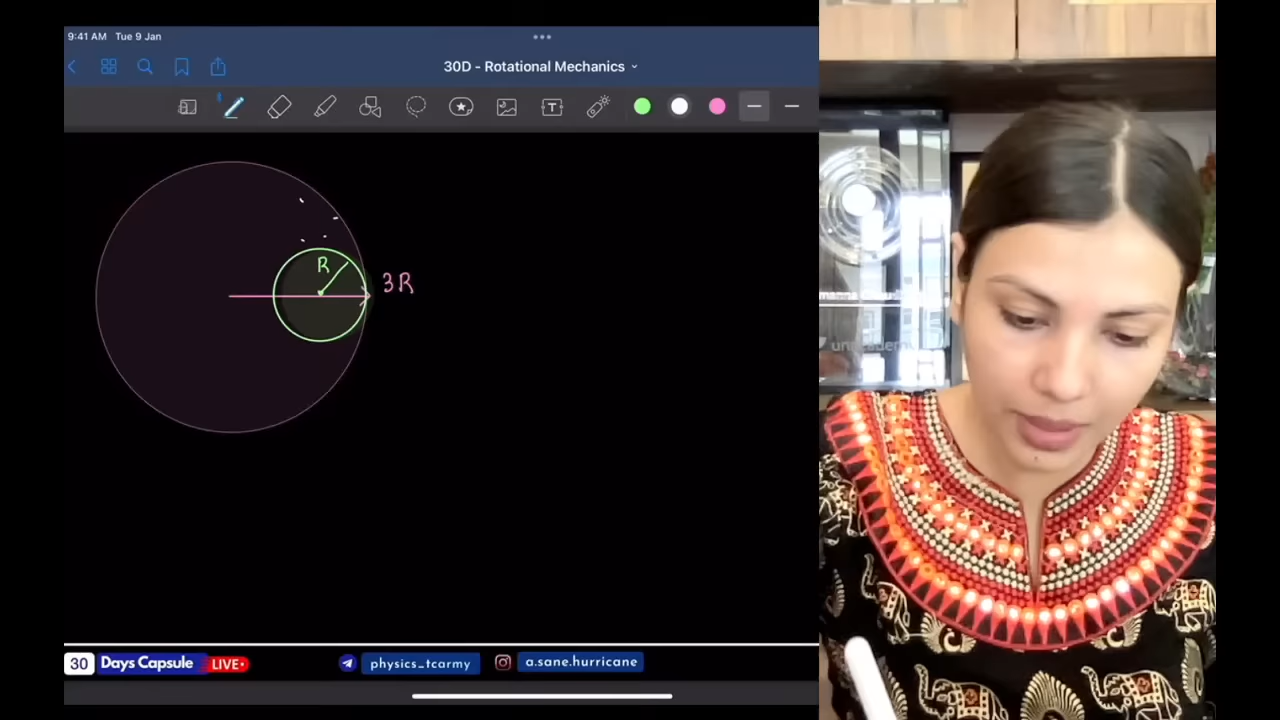 9:41 AM Tue 9 Jan
30D - Rotational Mechanics
T
R
3R
30 Days Capsule LIVE
physics_tcarmy
a.sane.hurricane